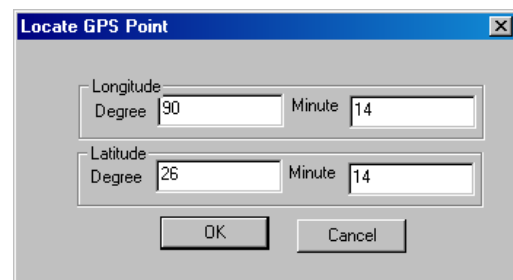 Locate GPS Point
Longitude
Degree 90 Minute 14
Latitude
Degree 26 Minute 14
OK Cancel